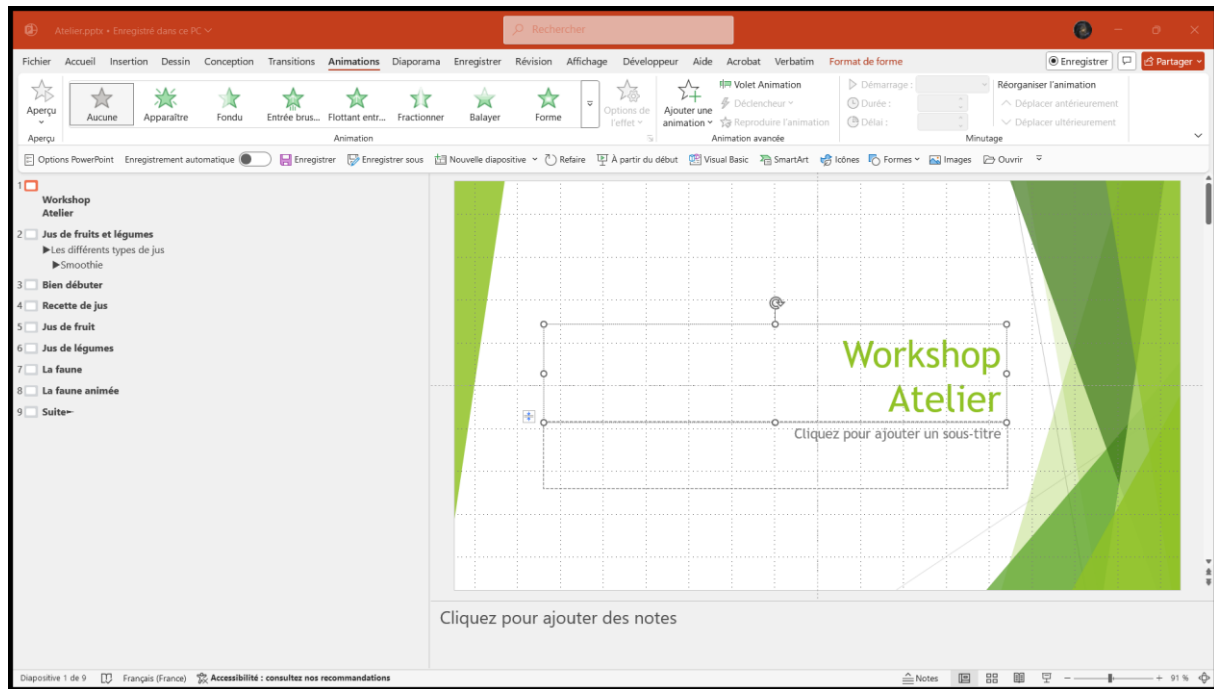 Atelier.pptx • Enregistré dans ce PC
Rechercher
Fichier Accueil Insertion Dessin Conception Transitions Animations Diaporama Enregistrer Révision Affichage Développeur Aide Acrobat Verbatim Format de forme Enregistrer Partager
Aperçu
Aucune Apparaître Fondu Entrée brus... Flottant entr... Fractionner Balayer Forme
Options de l'effet
Ajouter une animation
Volet Animation
Déclencheur
Reproduire l'animation
Démarrage :
Durée :
Délai :
Réorganiser l'animation
Déplacer antérieurement
Déplacer ultérieurement
Aperçu Animation Animation avancée Minutage
Options PowerPoint Enregistrement automatique Enregistrer Enregistrer sous Nouvelle diapositive Refaire À partir du début Visual Basic SmartArt Icônes Formes Images Ouvrir
1
Workshop
Atelier
2 Jus de fruits et légumes
Les différents types de jus
Smoothie
3 Bien débuter
4 Recette de jus
5 Jus de fruit
6 Jus de légumes
7 La faune
8 La faune animée
9 Suite
Workshop
Atelier
Cliquez pour ajouter un sous-titre
Cliquez pour ajouter des notes
Diapositive 1 de 9 Français (France) Accessibilité : consultez nos recommandations Notes 91 %